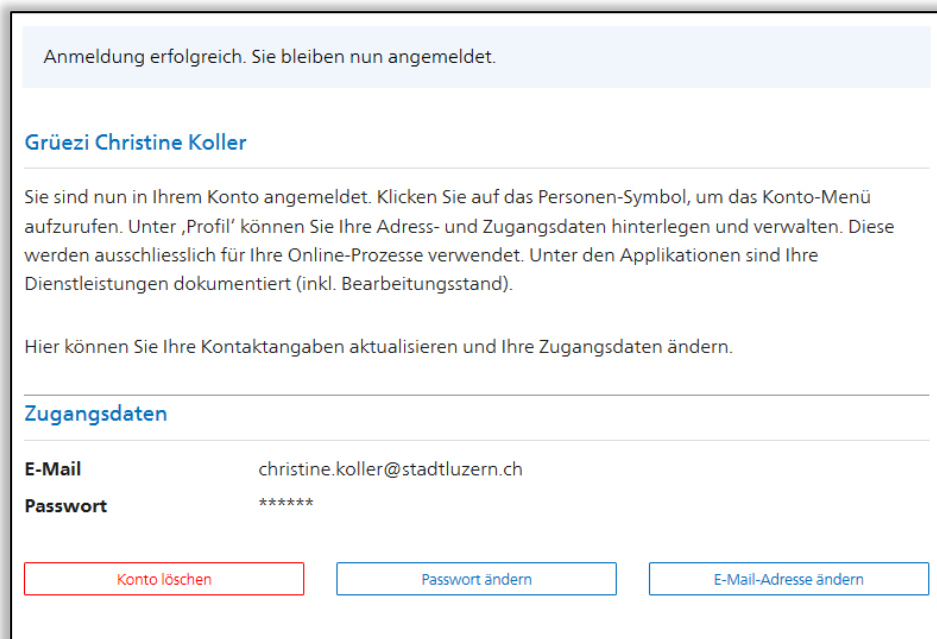 Anmeldung erfolgreich. Sie bleiben nun angemeldet.
Grüezi Christine Koller
Sie sind nun in Ihrem Konto angemeldet. Klicken Sie auf das Personen-Symbol, um das Konto-Menü
aufzurufen. Unter ‚Profil’ können Sie Ihre Adress- und Zugangsdaten hinterlegen und verwalten. Diese
werden ausschliesslich für Ihre Online-Prozesse verwendet. Unter den Applikationen sind Ihre
Dienstleistungen dokumentiert (inkl. Bearbeitungsstand).
Hier können Sie Ihre Kontaktangaben aktualisieren und Ihre Zugangsdaten ändern.
Zugangsdaten
E-Mail christine.koller@stadtluzern.ch
Passwort ******
Konto löschen Passwort ändern E-Mail-Adresse ändern